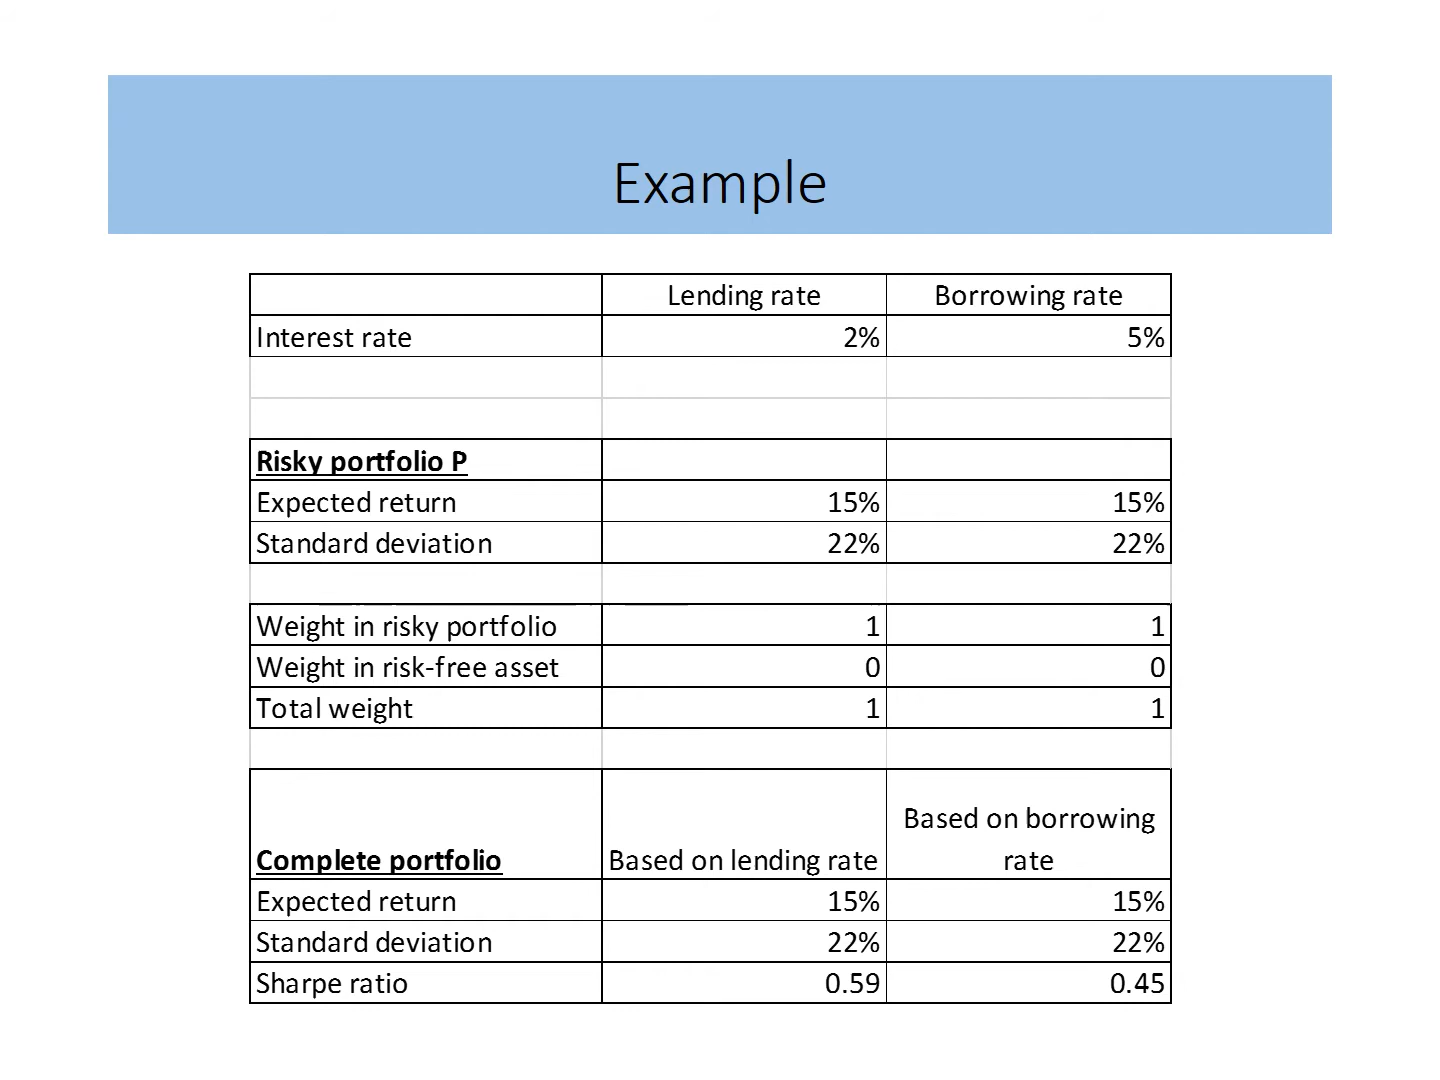 Example
Lending rate Borrowing rate
Interest rate 2% 5%
Risky portfolio P
Expected return 15% 15%
Standard deviation 22% 22%
Weight in risky portfolio 1 1
Weight in risk-free asset 0 0
Total weight 1 1
Based on borrowing
Complete portfolio Based on lending rate rate
Expected return 15% 15%
Standard deviation 22% 22%
Sharpe ratio 0.59 0.45